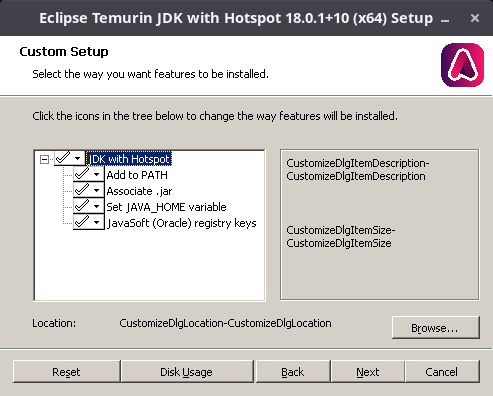 Eclipse Temurin JDK with Hotspot 18.0.1+10 (x64) Setup
Custom Setup
Select the way you want features to be installed.
Click the icons in the tree below to change the way features will be installed.
JDK with Hotspot
Add to PATH
Associate .jar
Set JAVA_HOME variable
JavaSoft (Oracle) registry keys
CustomizeDlgItemDescription-
CustomizeDlgItemDescription
CustomizeDlgItemSize-
CustomizeDlgItemSize
Location:
CustomizeDlgLocation-CustomizeDlgLocation
Browse...
Reset
Disk Usage
Back
Next
Cancel